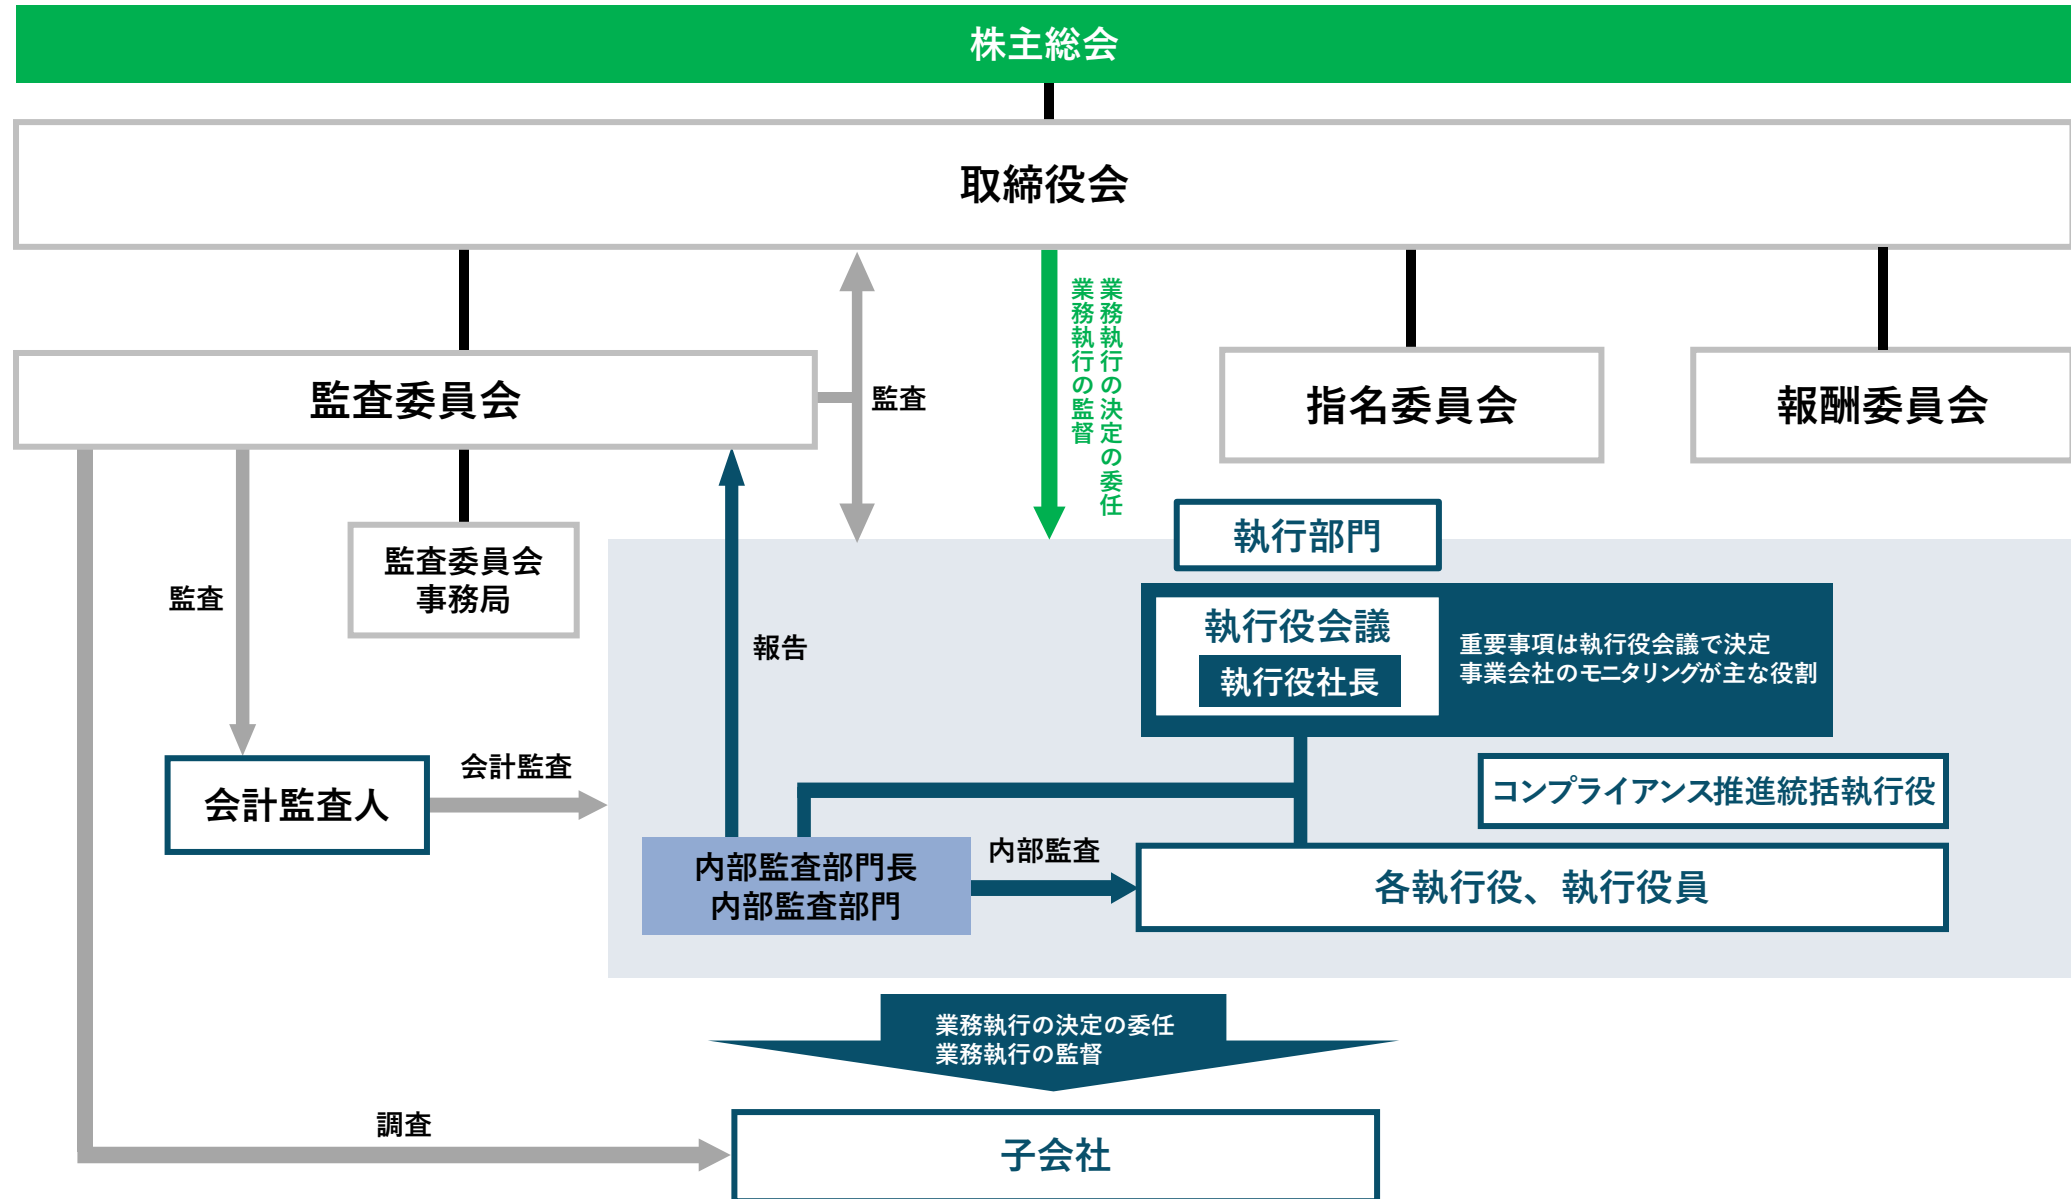 株主総会
取締役会
業務執行の決定の委任
業務執行の監督
監査委員会
監査
指名委員会
報酬委員会
監査委員会
事務局
監査
報告
執行部門
執行役会議
執行役社長
重要事項は執行役会議で決定
事業会社のモニタリングが主な役割
会計監査人
会計監査
コンプライアンス推進統括執行役
内部監査部門長
内部監査部門
内部監査
各執行役、執行役員
業務執行の決定の委任
業務執行の監督
調査
子会社